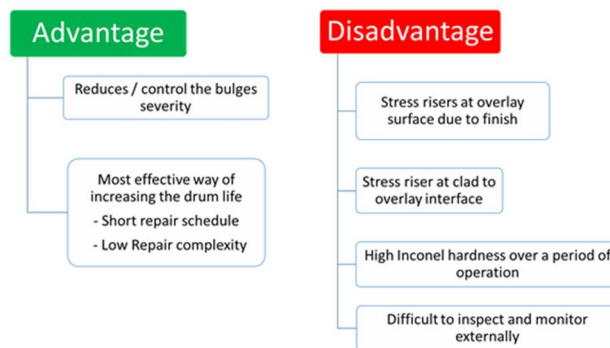 Advantage
Reduces / control the bulges
severity
Most effective way of
increasing the drum life
- Short repair schedule
- Low Repair complexity
Disadvantage
Stress risers at overlay
surface due to finish
Stress riser at clad to
overlay interface
High Inconel hardness over a period of
operation
Difficult to inspect and monitor
externally